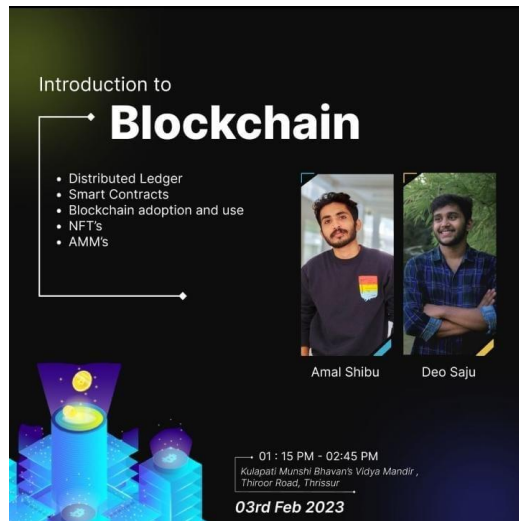 Introduction to
Blockchain
• Distributed Ledger
• Smart Contracts
• Blockchain adoption and use
• NFT's
• AMM's
Amal Shibu
Deo Saju
01 : 15 PM - 02:45 PM
Kulapati Munshi Bhavan's Vidya Mandir ,
Thiroor Road, Thrissur
03rd Feb 2023